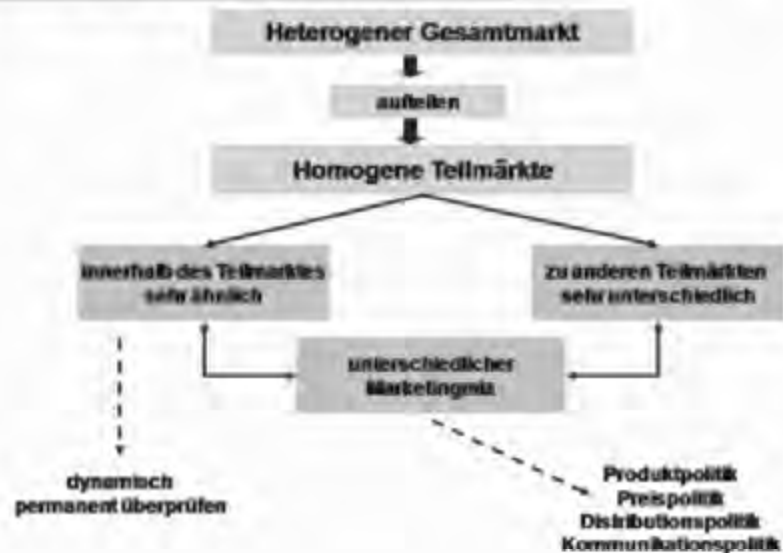 Heterogener Gesamtmarkt
aufteilen
Homogene Teilmärkte
innerhalb des Teilmarktes
sehr ähnlich
zu anderen Teilmärkten
sehr unterschiedlich
unterschiedlicher
Marketingmix
dynamisch
permanent überprüfen
Produktpolitik
Preispolitik
Distributionspolitik
Kommunikationspolitik